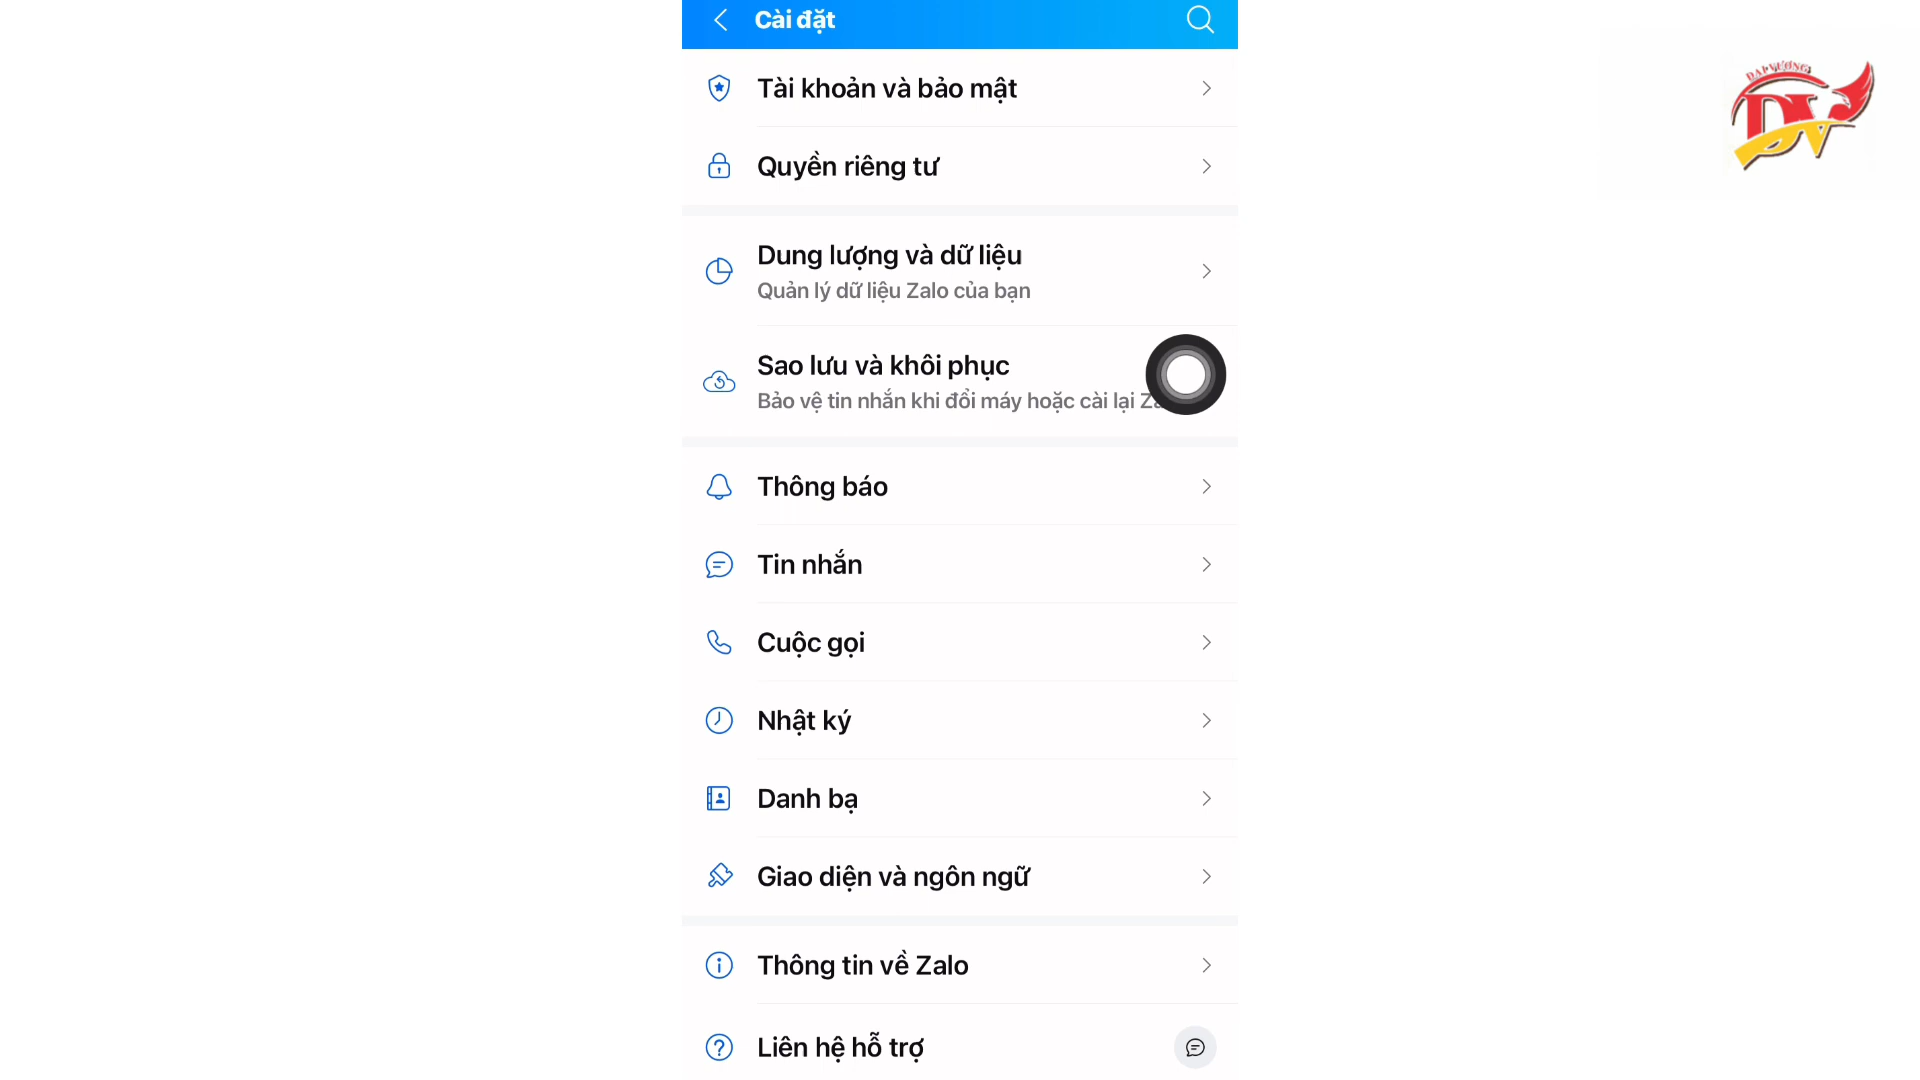 Cài đặt
ĐẠI VƯƠNG
DV
Tài khoản và bảo mật
Quyền riêng tư
Dung lượng và dữ liệu
Quản lý dữ liệu Zalo của bạn
Sao lưu và khôi phục
Bảo vệ tin nhắn khi đổi máy hoặc cài lại
Thông báo
Tin nhắn
Cuộc gọi
Nhật ký
Danh bạ
Giao diện và ngôn ngữ
Thông tin về Zalo
Liên hệ hỗ trợ